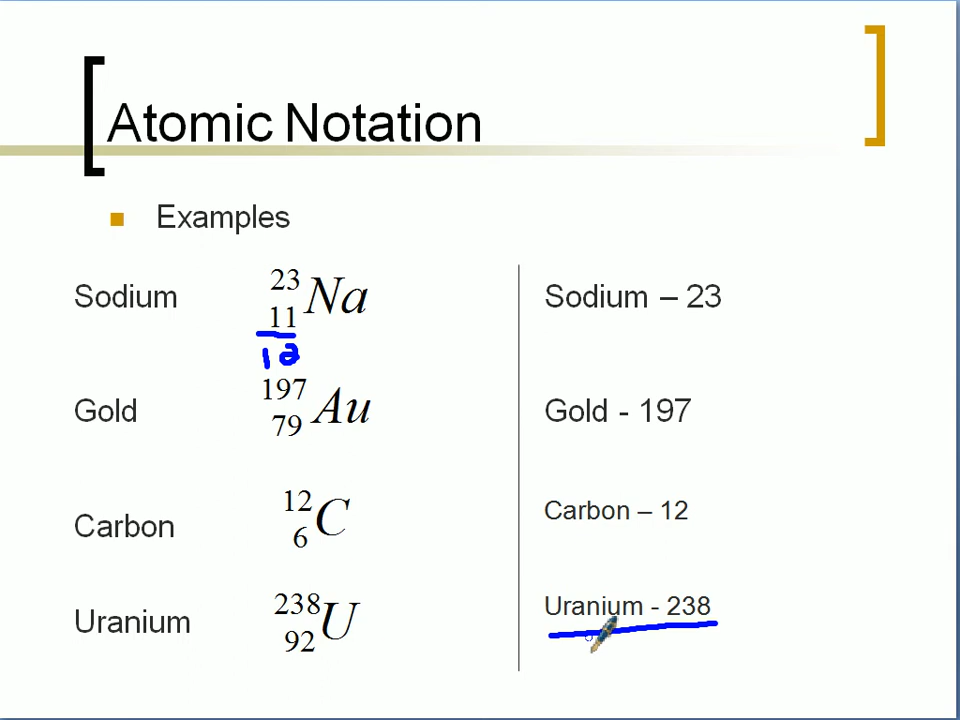 Atomic Notation
Examples
Sodium 23 11 Na Sodium – 23
12
Gold 197 79 Au Gold - 197
Carbon 12 6 C Carbon – 12
Uranium 238 92 U Uranium - 238